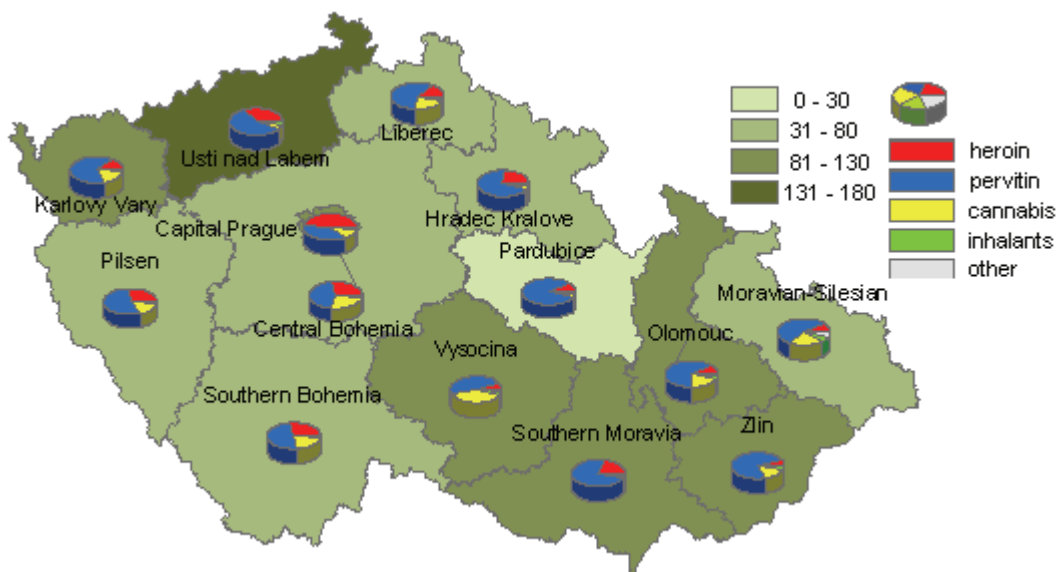 0 - 30
31 - 80
81 - 130
131 - 180
heroin
pervitin
cannabis
inhalants
other
Liberec
Usti nad Labem
Karlovy Vary
Hradec Kralove
Capital Prague
Pardubice
Pilsen
Moravian-Silesian
Central Bohemia
Olomouc
Vysocina
Southern Bohemia
Zlin
Southern Moravia